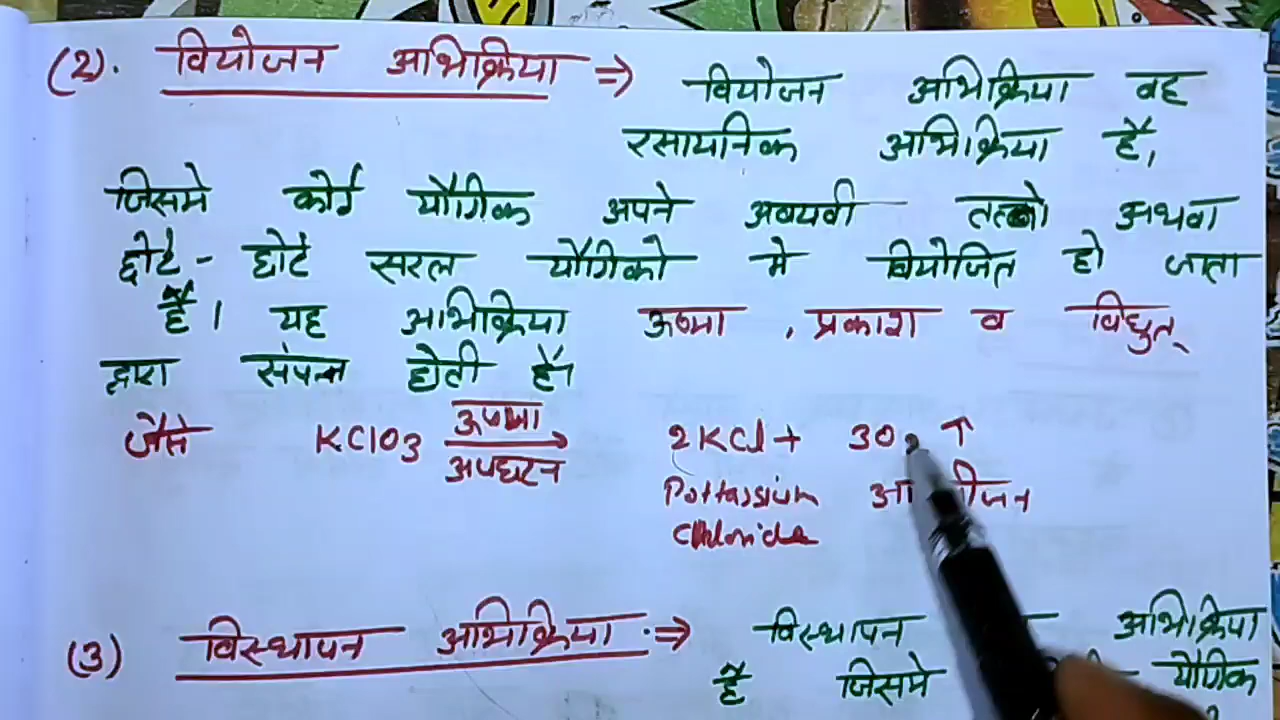 (2). वियोजन अभिक्रिया ⇒ वियोजन अभिक्रिया वह
रसायनिक अभिक्रिया है,
जिसमे कोई यौगिक अपने अवयवी तत्वो अथवा
छोटे - छोटे सरल यौगिको मे वियोजित हो जाता
है । यह अभिक्रिया ऊष्मा , प्रकाश व विधुत
द्वारा संपन्न होती है।
जैसे KClO3 ऊष्मा → अपघटन 2KCl + 3O ↑
Pottassium
Chloride
(3) विस्थापन अभिक्रिया ⇒ विस्थापन अभिक्रिया
है जिसमे यौगिक